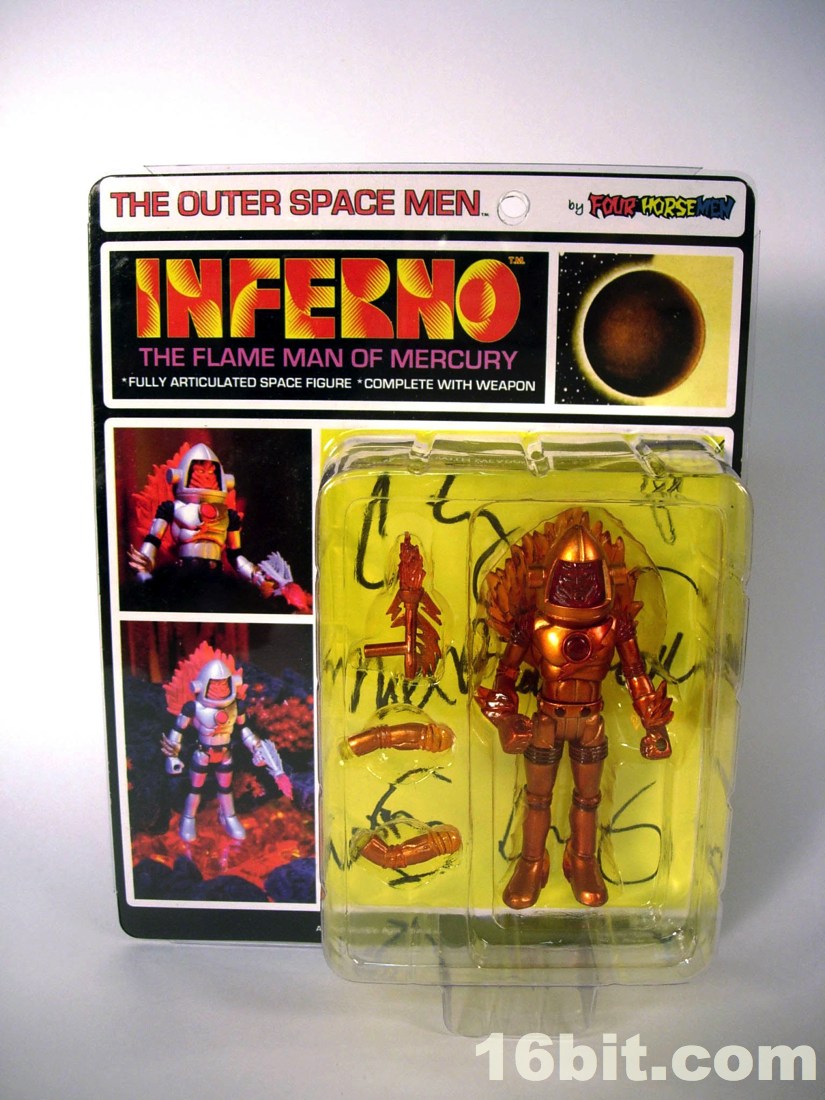 THE OUTER SPACE MEN™
by FOUR HORSEMEN
INFERNO T.M.
THE FLAME MAN OF MERCURY
*FULLY ARTICULATED SPACE FIGURE *COMPLETE WITH WEAPON
16bit.com